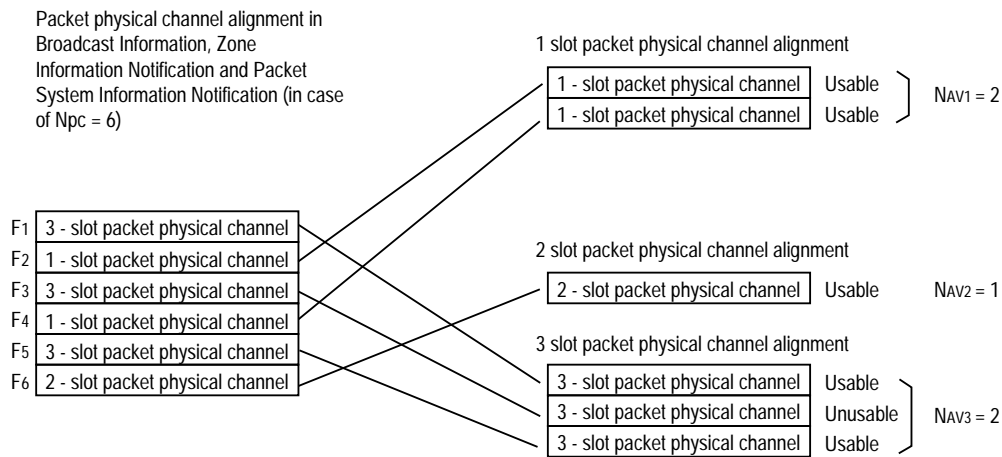 Packet physical channel alignment in
Broadcast Information, Zone
Information Notification and Packet
System Information Notification (in case
of Npc = 6)
F1 3 - slot packet physical channel
F2 1 - slot packet physical channel
F3 3 - slot packet physical channel
F4 1 - slot packet physical channel
F5 3 - slot packet physical channel
F6 2 - slot packet physical channel
1 slot packet physical channel alignment
1 - slot packet physical channel Usable
1 - slot packet physical channel Usable
NAV1 = 2
2 slot packet physical channel alignment
2 - slot packet physical channel Usable NAV2 = 1
3 slot packet physical channel alignment
3 - slot packet physical channel Usable
3 - slot packet physical channel Unusable NAV3 = 2
3 - slot packet physical channel Usable